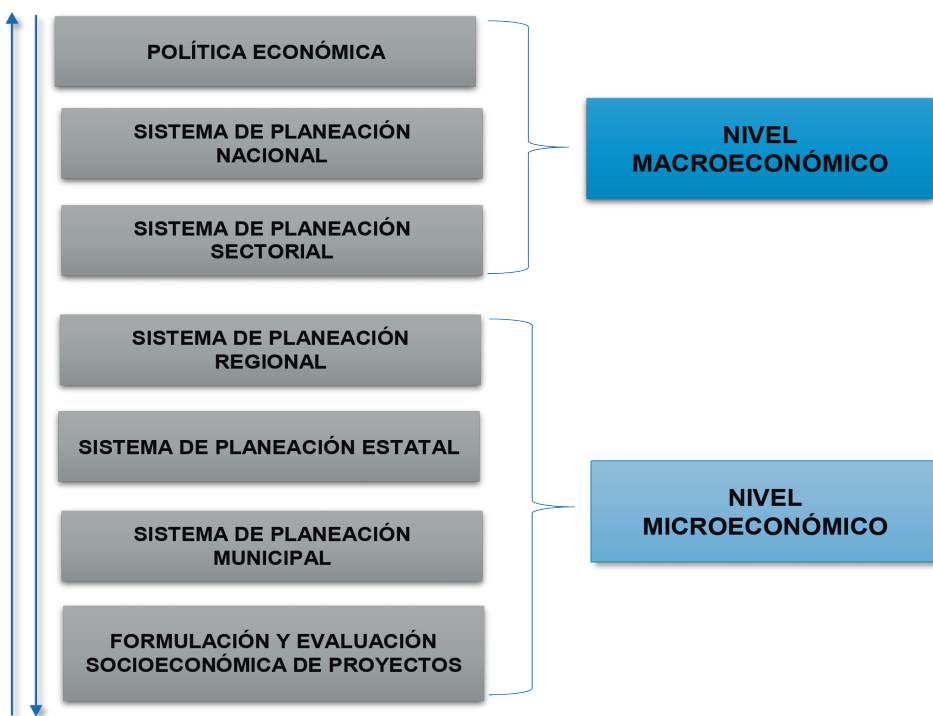 POLÍTICA ECONÓMICA
SISTEMA DE PLANEACIÓN
NACIONAL
SISTEMA DE PLANEACIÓN
SECTORIAL
NIVEL
MACROECONÓMICO
SISTEMA DE PLANEACIÓN
REGIONAL
SISTEMA DE PLANEACIÓN ESTATAL
SISTEMA DE PLANEACIÓN
MUNICIPAL
FORMULACIÓN Y EVALUACIÓN
SOCIOECONÓMICA DE PROYECTOS
NIVEL
MICROECONÓMICO